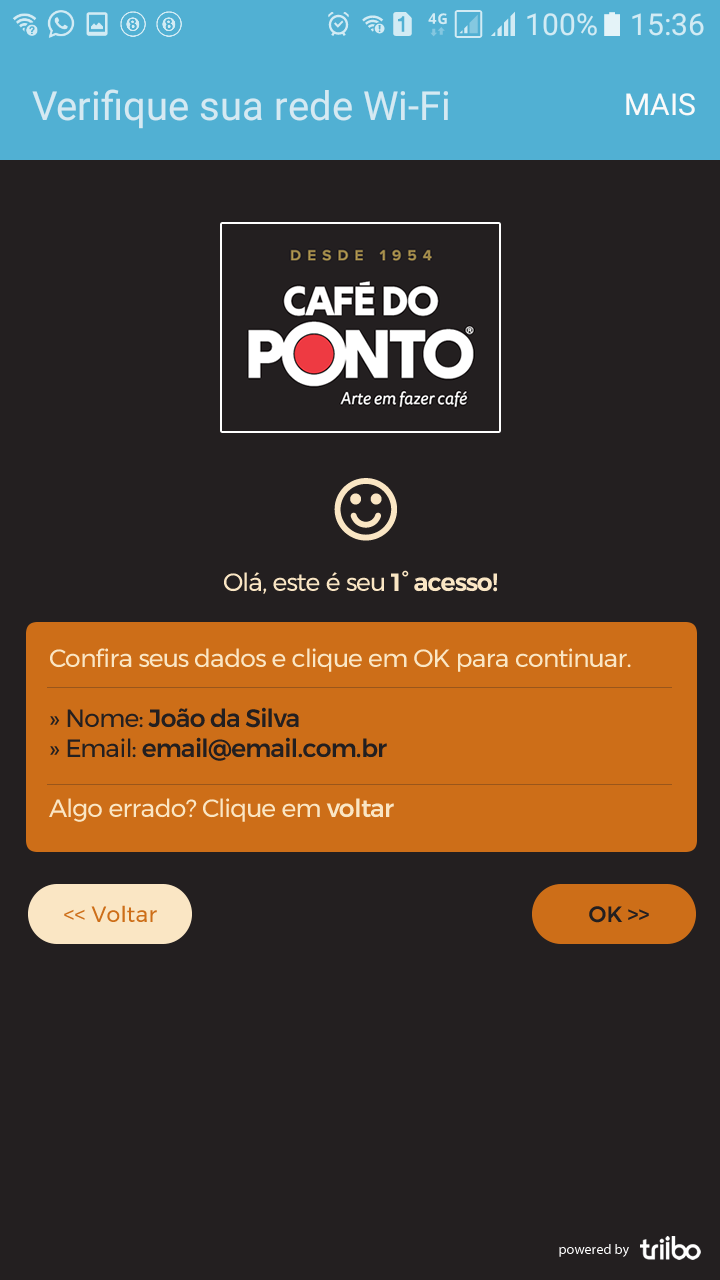 1 4G 100% 15:36
Verifique sua rede Wi-Fi MAIS
DESDE 1954
CAFÉ DO
PONTO®
Arte em fazer café
Olá, este é seu 1° acesso!
Confira seus dados e clique em OK para continuar.
» Nome: João da Silva
» Email: email@email.com.br
Algo errado? Clique em voltar
<< Voltar OK >>
powered by triibo